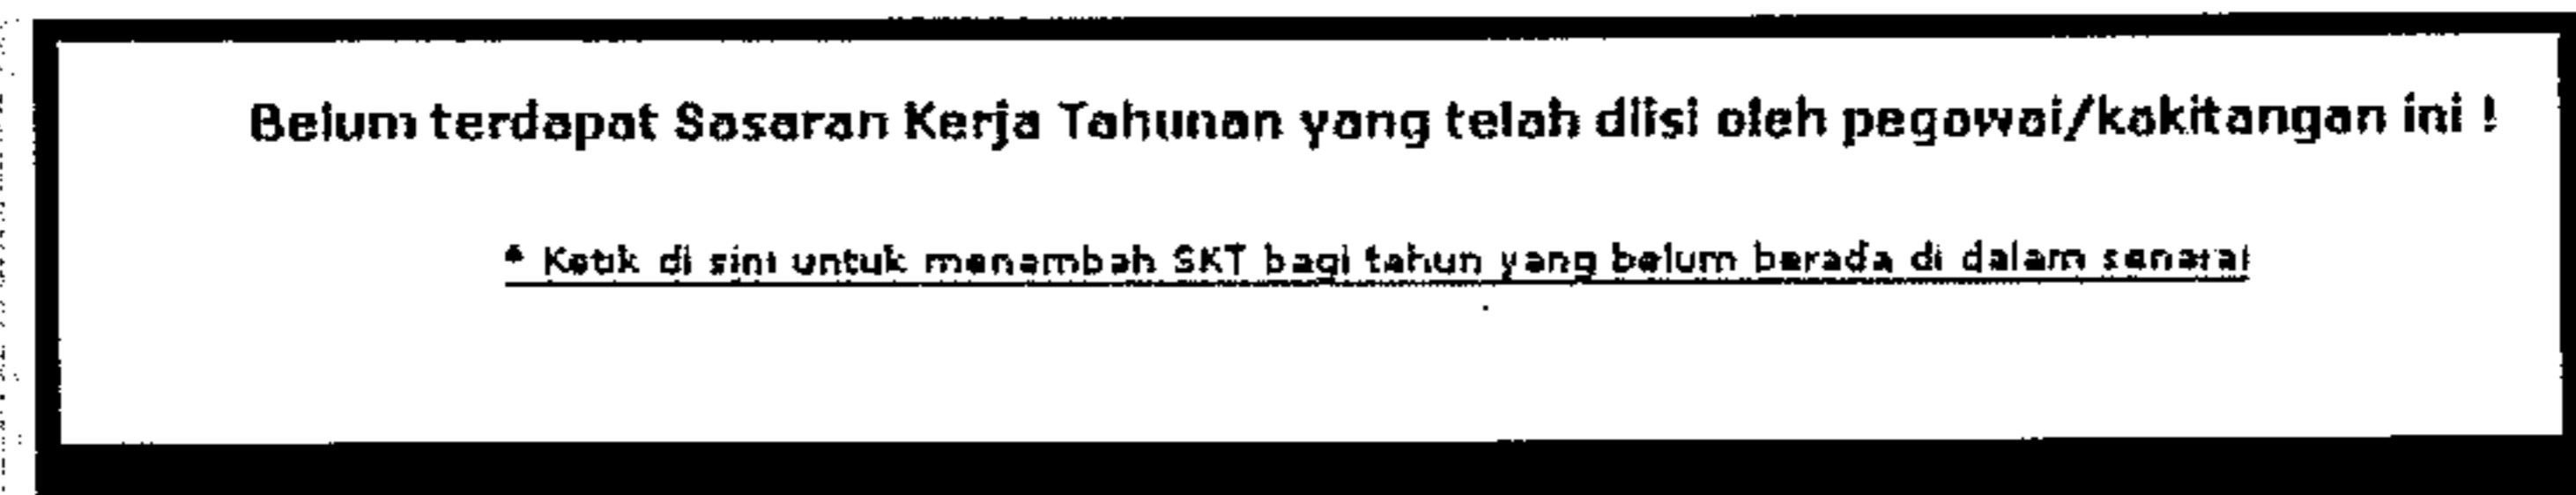 Belum terdapat Sasaran Kerja Tahunan yang telah diisi oleh pegawai/kakitangan ini !
* Ketik di sini untuk menambah SKT bagi tahun yang belum berada di dalam senarai